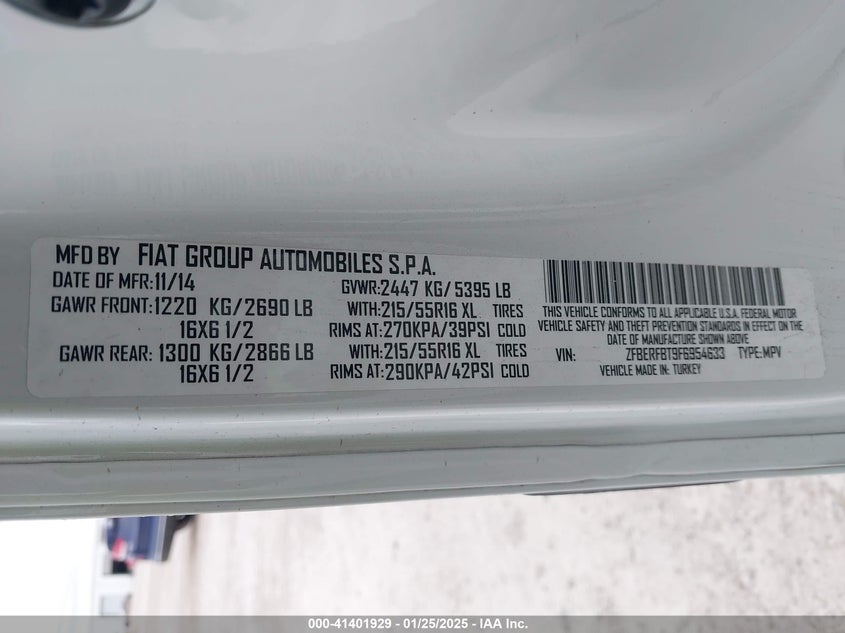 MFD BY FIAT GROUP AUTOMOBILES S.P.A.
DATE OF MFR:11/14 GVWR:2447 KG/ 5395 LB
GAWR FRONT:1220 KG/2690 LB WITH:215/55R16 XL TIRES
16X6 1/2 RIMS AT:270KPA/39PSI COLD
GAWR REAR: 1300 KG/2866 LB WITH:215/55R16 XL TIRES
16X6 1/2 RIMS AT:290KPA/42PSI COLD
THIS VEHICLE CONFORMS TO ALL APPLICABLE U.S.A. FEDERAL MOTOR
VEHICLE SAFETY AND THEFT PREVENTION STANDARDS IN EFFECT ON THE
DATE OF MANUFACTURE SHOWN ABOVE
VIN: ZFBERFBT9F6954633 TYPE:MPV
VEHICLE MADE IN: TURKEY
000-41401929 - 01/25/2025 - IAA Inc.